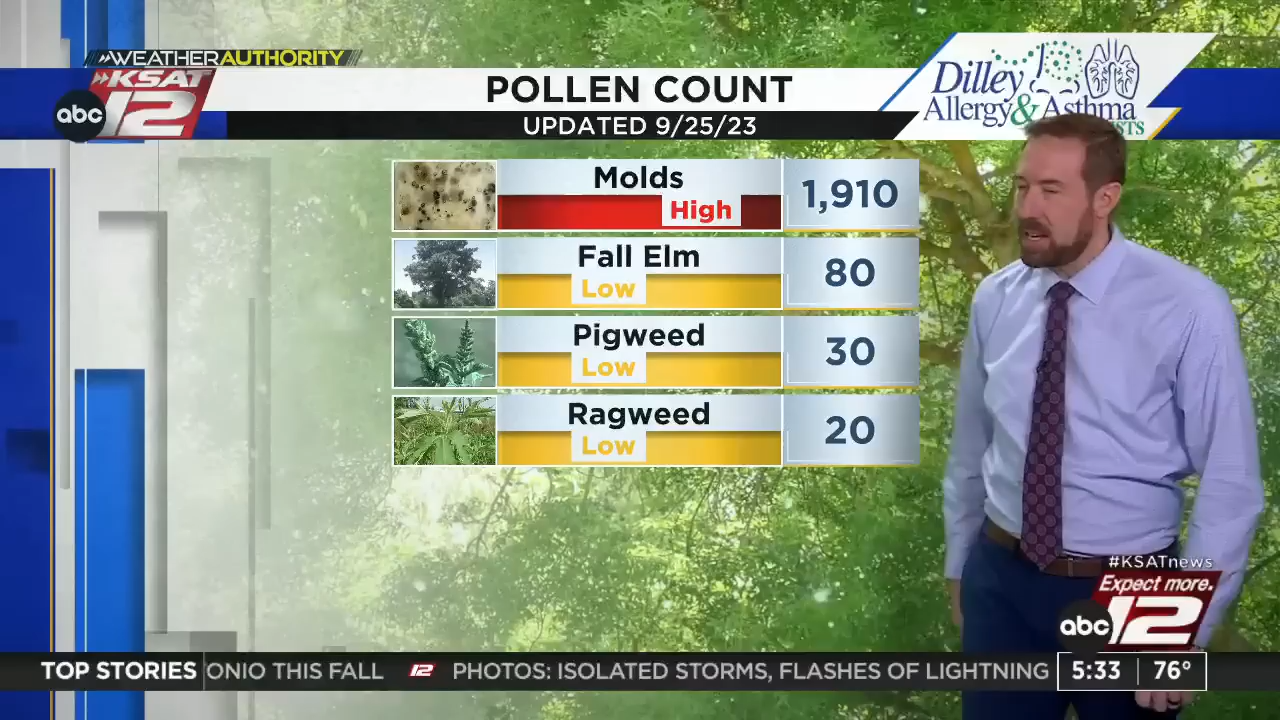 WEATHERAUTHORITY
KSAT
abc 12
POLLEN COUNT
UPDATED 9/25/23
Dilley
Allergy & Asthma
Molds
High
1,910
Fall Elm
Low
80
Pigweed
Low
30
Ragweed
Low
20
#KSATnews
Expect more.
abc 12
TOP STORIES ONIO THIS FALL 12 PHOTOS: ISOLATED STORMS, FLASHES OF LIGHTNING 5:33 76°